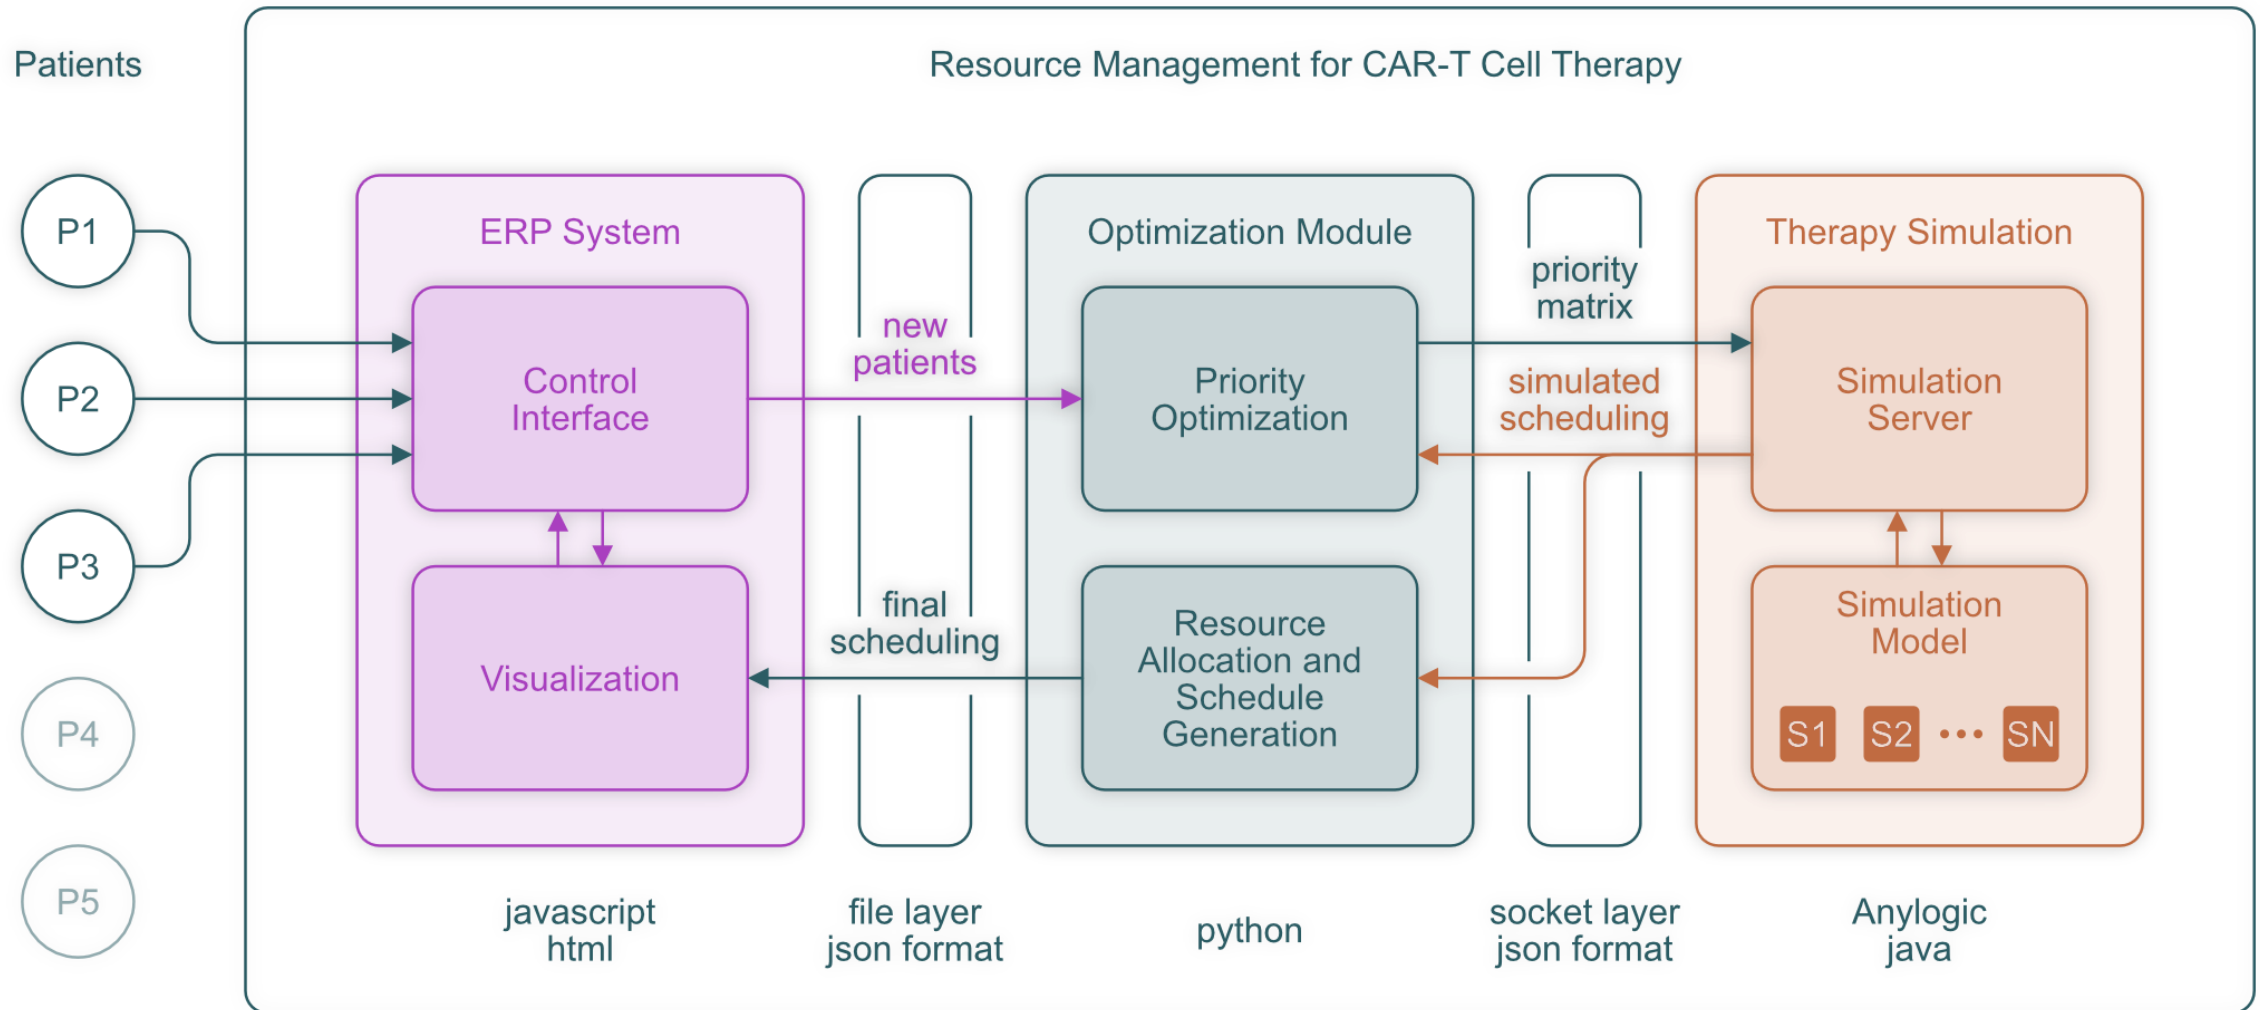 Patients
Resource Management for CAR-T Cell Therapy
P1
P2
P3
P4
P5
ERP System
Control
Interface
Visualization
javascript
html
new
patients
final
scheduling
file layer
json format
Optimization Module
Priority
Optimization
Resource
Allocation and
Schedule
Generation
python
priority
matrix
simulated
scheduling
socket layer
json format
Therapy Simulation
Simulation
Server
Simulation
Model
S1 S2 ••• SN
Anylogic
java